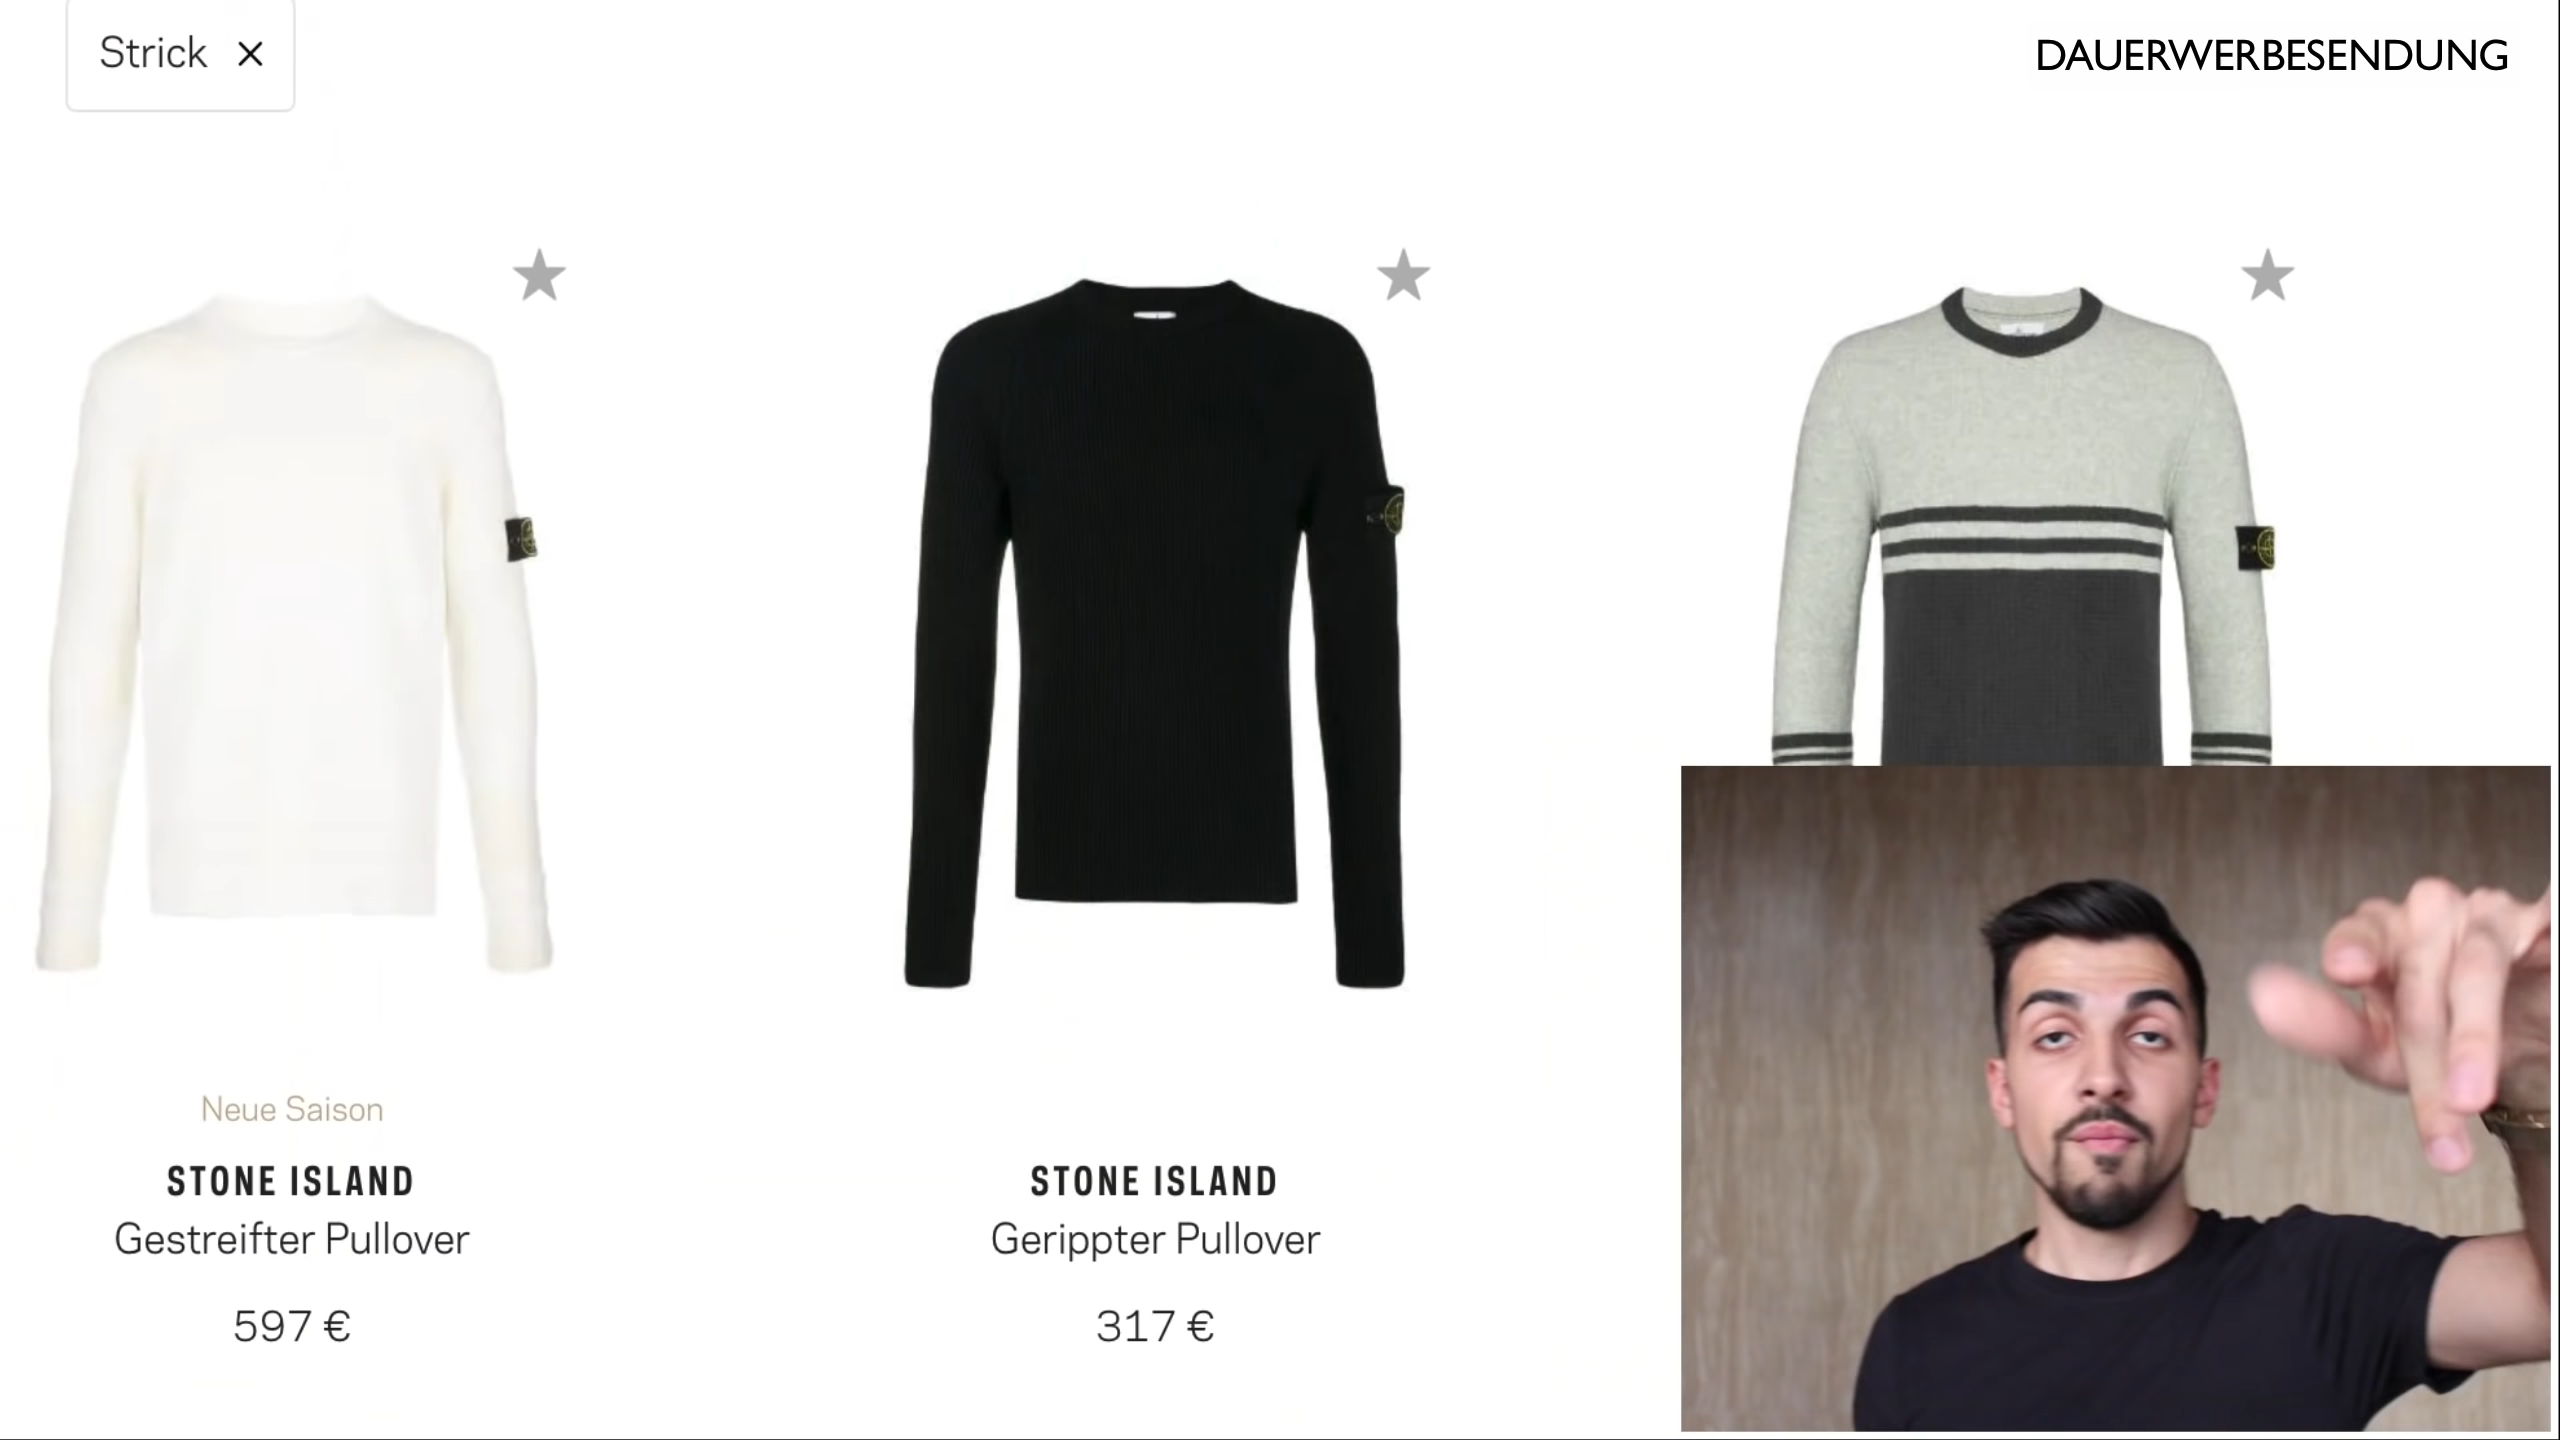 Strick ×
DAUERWERBESENDUNG
Neue Saison
STONE ISLAND
Gestreifter Pullover
597 €
STONE ISLAND
Gerippter Pullover
317 €